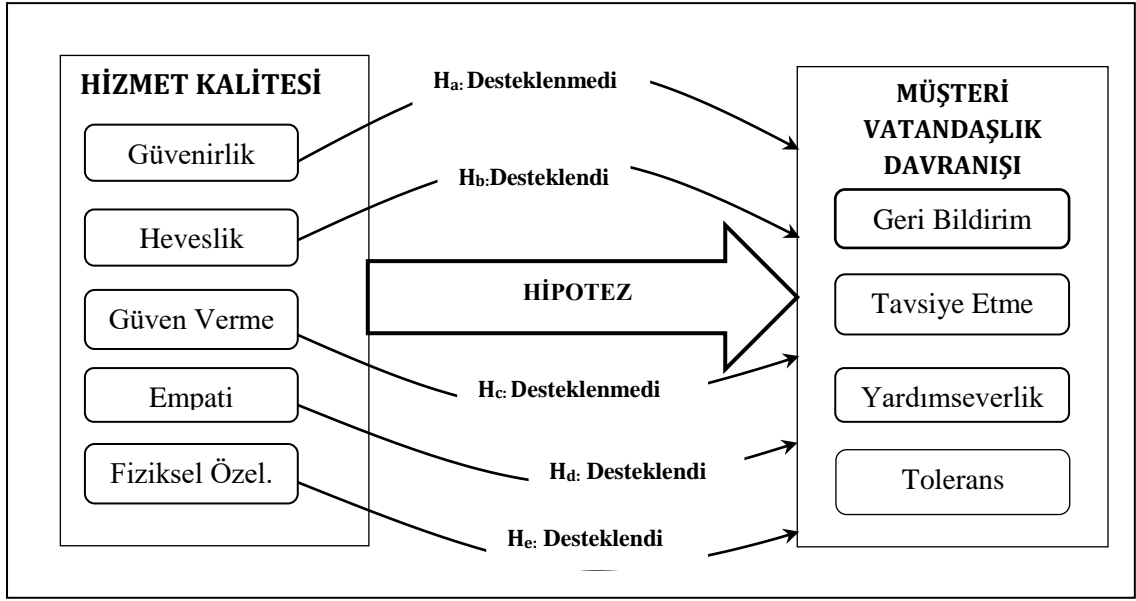 HİZMET KALİTESİ
Güvenirlik
Heveslik
Güven Verme
Empati
Fiziksel Özel.
Ha: Desteklenmedi
Hb:Desteklendi
HİPOTEZ
Hc: Desteklenmedi
Hd: Desteklendi
He: Desteklendi
MÜŞTERİ
VATANDAŞLIK
DAVRANIŞI
Geri Bildirim
Tavsiye Etme
Yardımseverlik
Tolerans